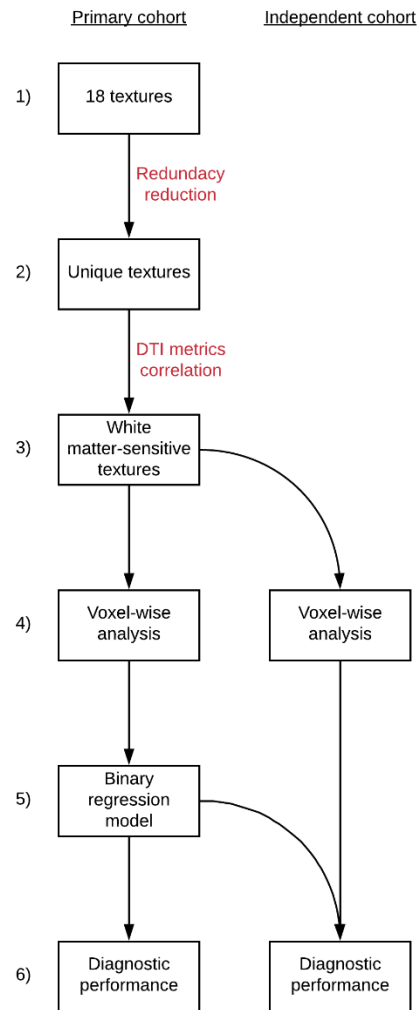 Primary cohort
Independent cohort
1)
18 textures
Redundacy
reduction
2)
Unique textures
DTI metrics
correlation
3)
White
matter-sensitive
textures
4)
Voxel-wise
analysis
Voxel-wise
analysis
5)
Binary
regression
model
6)
Diagnostic
performance
Diagnostic
performance